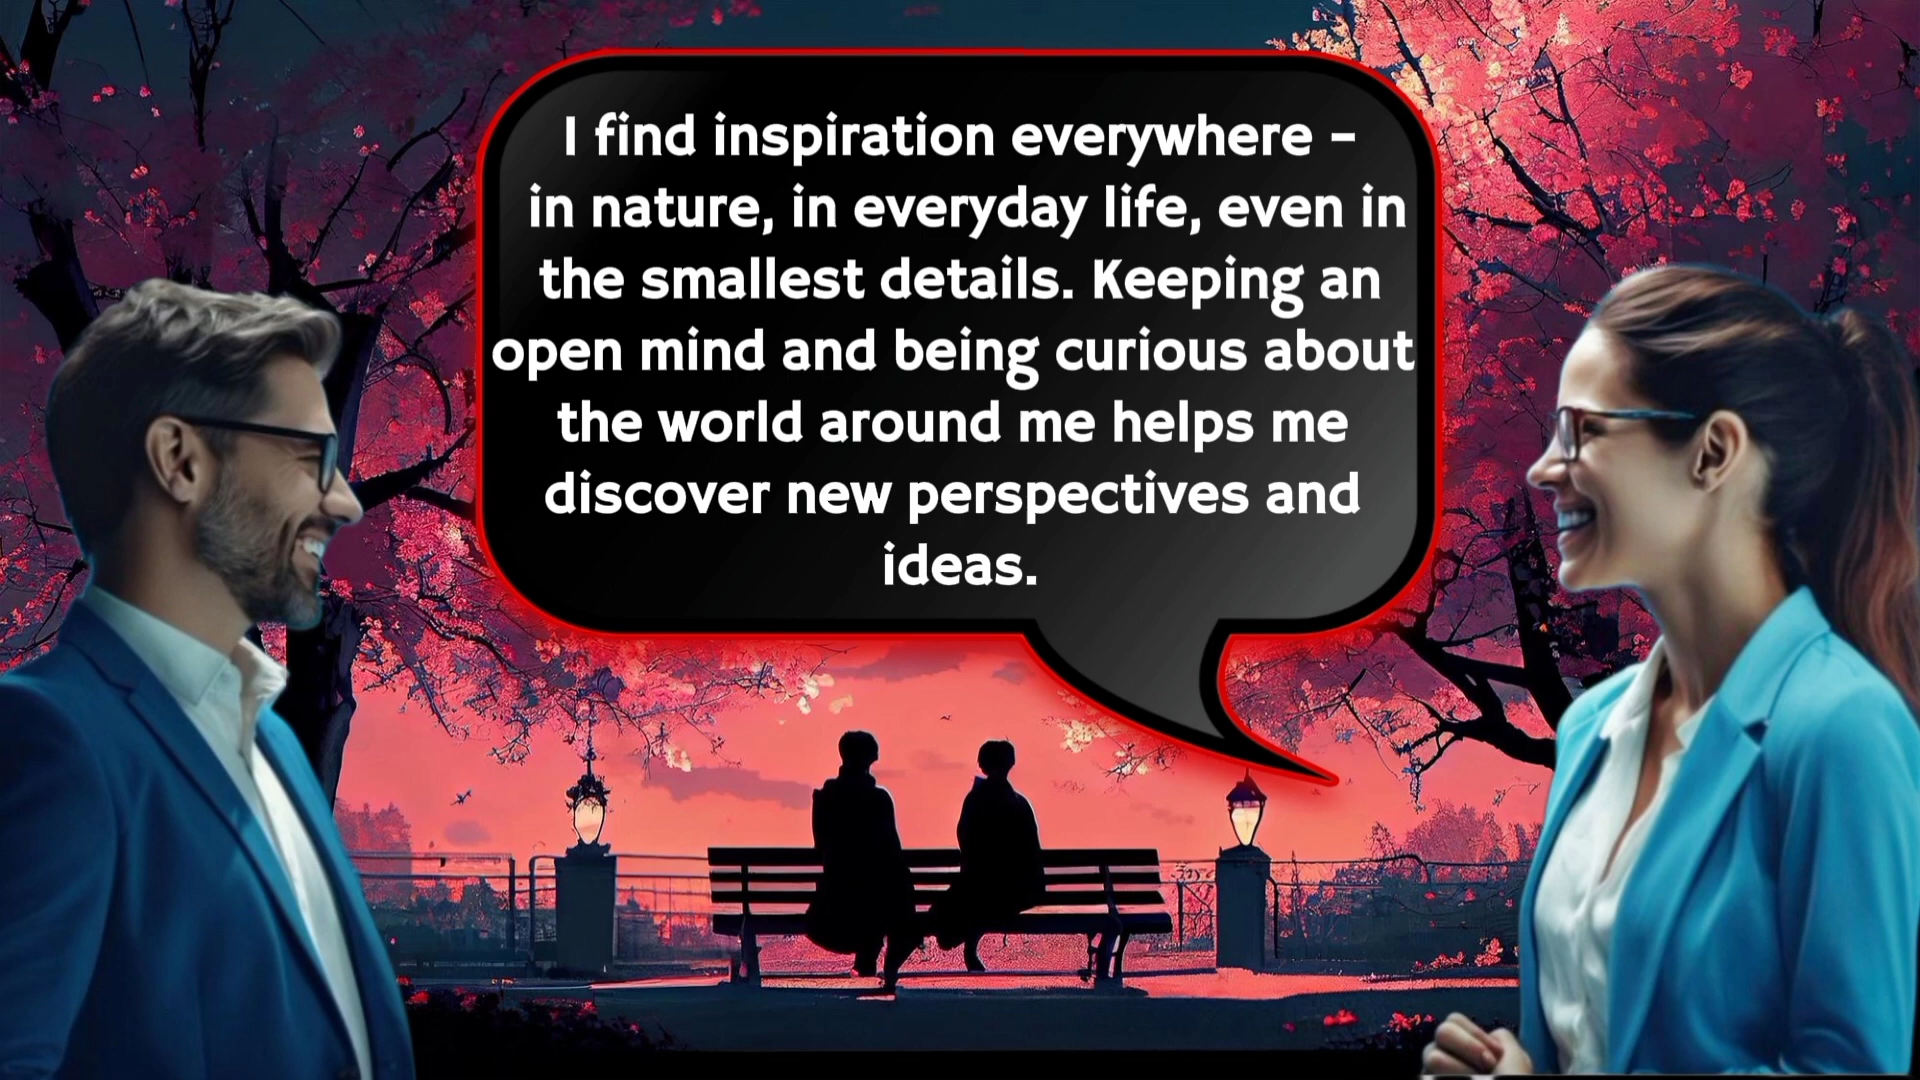 I find inspiration everywhere –
in nature, in everyday life, even in
the smallest details. Keeping an
open mind and being curious about
the world around me helps me
discover new perspectives and
ideas.